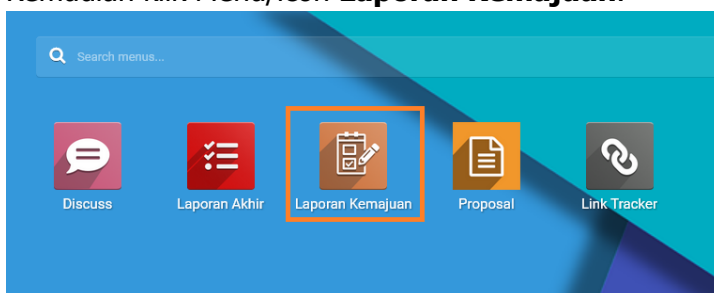 Kemudian klik Menu/Icon Laporan Kemajuan.
Search menus...
Discuss
Laporan Akhir
Laporan Kemajuan
Proposal
Link Tracker